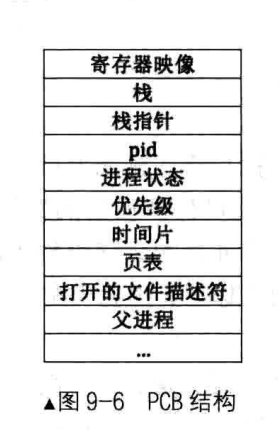 寄存器映像
栈
栈指针
pid
进程状态
优先级
时间片
页表
打开的文件描述符
父进程
...
▲图 9-6 PCB 结构